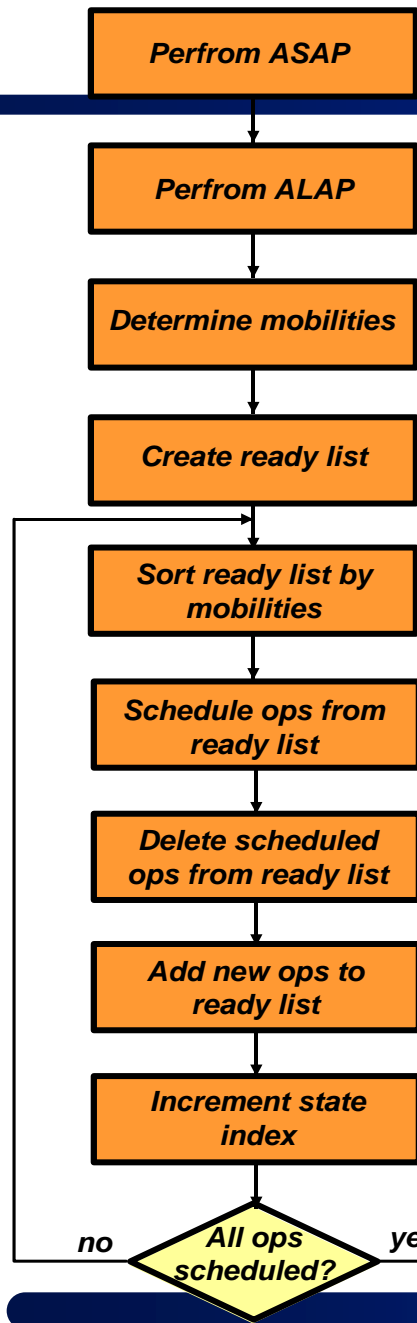 Perfrom ASAP
Perfrom ALAP
Determine mobilities
Create ready list
Sort ready list by
mobilities
Schedule ops from
ready list
Delete scheduled
ops from ready list
Add new ops to
ready list
Increment state
index
no
All ops
scheduled?